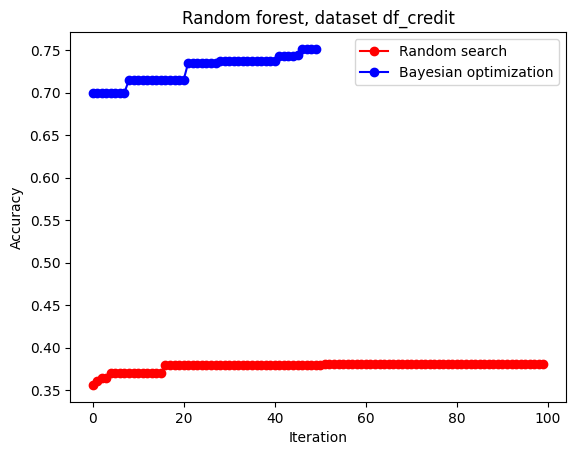 Random forest, dataset df_credit
Random search
Bayesian optimization
0.75
0.70
0.65
0.60
0.55
0.50
0.45
0.40
0.35
Accuracy
0 20 40 60 80 100
Iteration